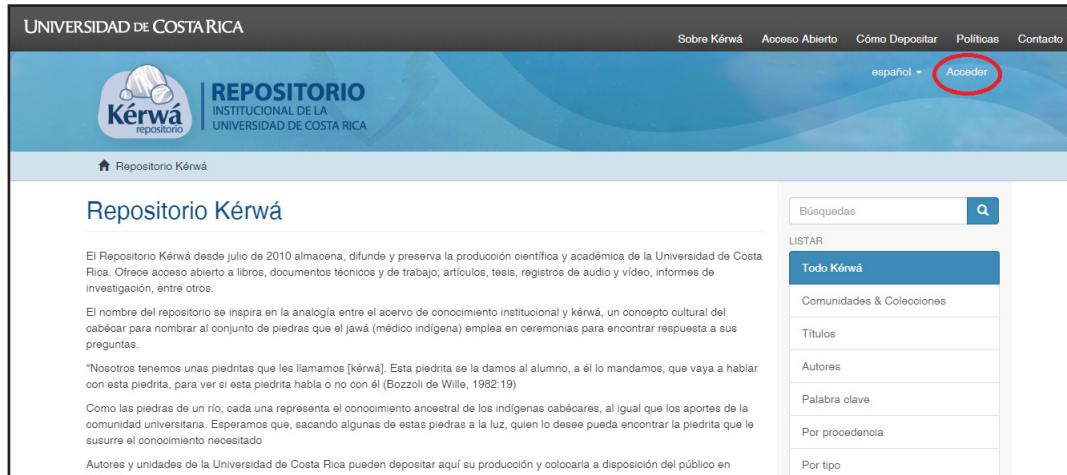 UNIVERSIDAD DE COSTA RICA
Sobre Kérwá Acceso Abierto Cómo Depositar Políticas Contacto
español Acceder
Kérwá
repositorio
REPOSITORIO
INSTITUCIONAL DE LA
UNIVERSIDAD DE COSTA RICA
Repositorio Kérwá
Repositorio Kérwá
El Repositorio Kérwá desde julio de 2010 almacena, difunde y preserva la producción científica y académica de la Universidad de Costa
Rica. Ofrece acceso abierto a libros, documentos técnicos y de trabajo; artículos, tesis, registros de audio y vídeo, informes de
investigación, entre otros.
El nombre del repositorio se inspira en la analogía entre el acervo de conocimiento institucional y kérwá, un concepto cultural del
cabécar para nombrar al conjunto de piedras que el jawá (médico indígena) emplea en ceremonias para encontrar respuesta a sus
preguntas.
"Nosotros tenemos unas piedritas que les llamamos [kérwá]. Esta piedrita se la damos al alumno, a él lo mandamos, que vaya a hablar
con esta piedrita, para ver si esta piedrita habla o no con él (Bozzoli de Wille, 1982:19)
Como las piedras de un río, cada una representa el conocimiento ancestral de los indígenas cabécares, al igual que los aportes de la
comunidad universitaria. Esperamos que, sacando algunas de estas piedras a la luz, quien lo desee pueda encontrar la piedrita que le
susurre el conocimiento necesitado
Autores y unidades de la Universidad de Costa Rica pueden depositar aquí su producción y colocarla a disposición del público en
Búsquedas
LISTAR
Todo Kérwá
Comunidades & Colecciones
Títulos
Autores
Palabra clave
Por procedencia
Por tipo